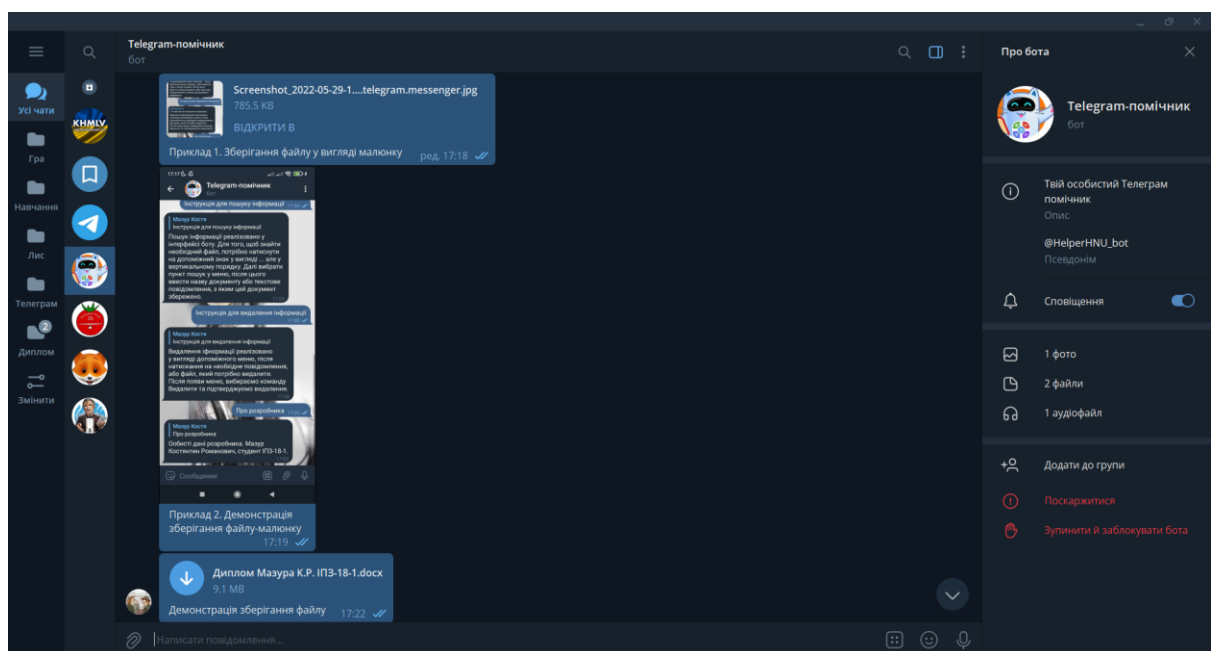 Telegram-помічник
бот
Про бота
Усі чати
Гра
Навчання
Лис
Телеграм
2
Диплом
Змінити
KHMLV
Screenshot_2022-05-29-1....telegram.messenger.jpg
785.5 KB
ВІДКРИТИ В
Приклад 1. Зберігання файлу у вигляді малюнку
ред. 17:18
17:17
Telegram-помічник
бот
Інструкція для пошуку інформації
Мазур Костя
Інструкція для пошуку інформації
Пошук інформації реалізовано у
інтерфейсі боту. Для того, щоб знайти
необхідний файл, потрібно натиснути
на допоміжний знак у вигляді ... але у
вертикальному порядку. Далі вибрати
пункт пошук у меню, після цього
ввести назву документу або текстове
повідомлення, з яким цей документ
збережено.
Інструкція для видалення інформації
Мазур Костя
Інструкція для видалення інформації
Видалення інформації реалізовано
у вигляді допоміжного меню, після
натискання на необхідне повідомлення,
або файл, який потрібно видалити.
Після появи меню, вибираємо команду
Видалити та підтверджуємо видалення.
Про розробника
Мазур Костя
Про розробника
Особисті дані розробника. Мазур
Костянтин Романович, студент ІПЗ-18-1.
Сообщение
Приклад 2. Демонстрація
зберігання файлу-малюнку
17:19
Диплом Мазура К.Р. ІПЗ-18-1.docx
9.1 MB
Демонстрація зберігання файлу
17:22
Написати повідомлення...
Telegram-помічник
бот
Твій особистий Телеграм
помічник
Опис
@HelperHNU_bot
Псевдонім
Сповіщення
1 фото
2 файли
1 аудіофайл
Додати до групи
Поскаржитися
Зупинити й заблокувати бота